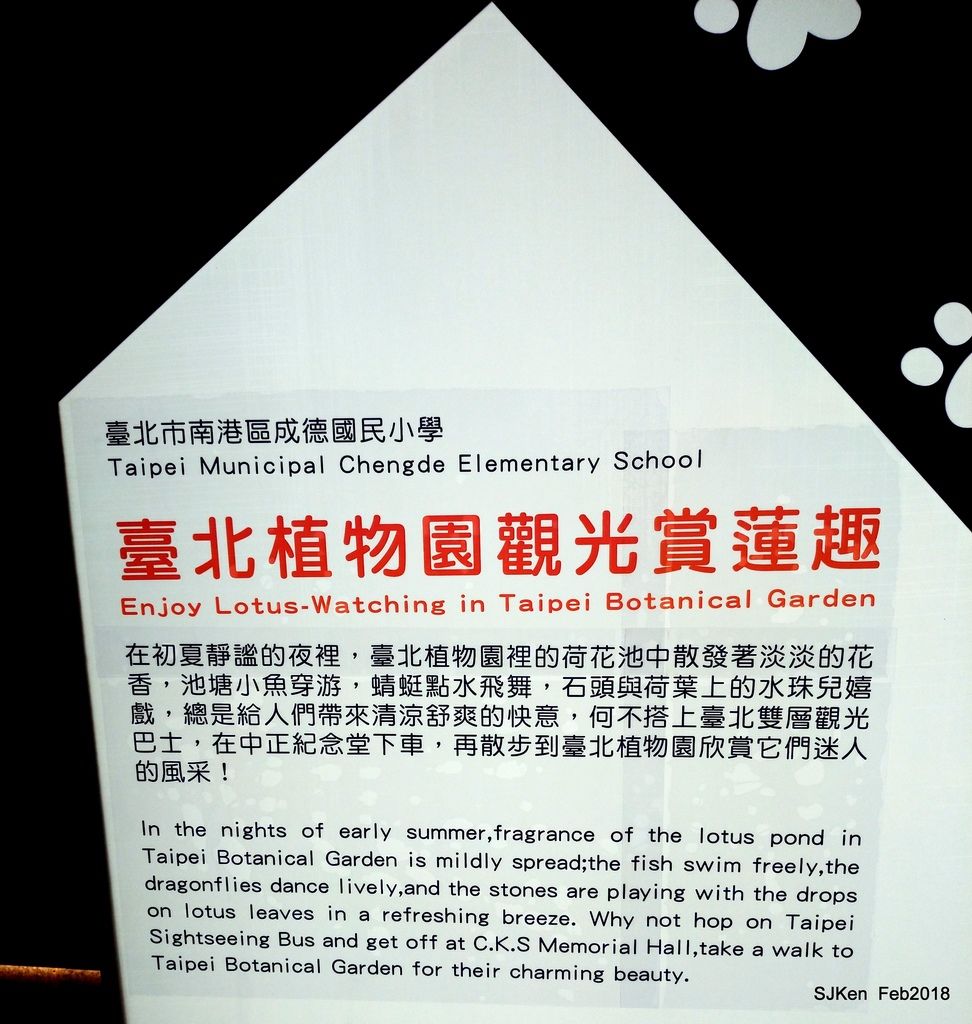 臺北市南港區成德國民小學
Taipei Municipal Chengde Elementary School
臺北植物園觀光賞蓮趣
Enjoy Lotus-Watching in Taipei Botanical Garden
在初夏靜謐的夜裡，臺北植物園裡的荷花池中散發著淡淡的花
香，池塘小魚穿游，蜻蜓點水飛舞，石頭與荷葉上的水珠兒嬉
戲，總是給人們帶來清涼舒爽的快意，何不搭上臺北雙層觀光
巴士，在中正紀念堂下車，再散步到臺北植物園欣賞它們迷人
的風采！
In the nights of early summer,fragrance of the lotus pond in
Taipei Botanical Garden is mildly spread;the fish swim freely,the
dragonflies dance lively,and the stones are playing with the drops
on lotus leaves in a refreshing breeze. Why not hop on Taipei
Sightseeing Bus and get off at C.K.S Memorial Hall,take a walk to
Taipei Botanical Garden for their charming beauty.
SJKen Feb2018